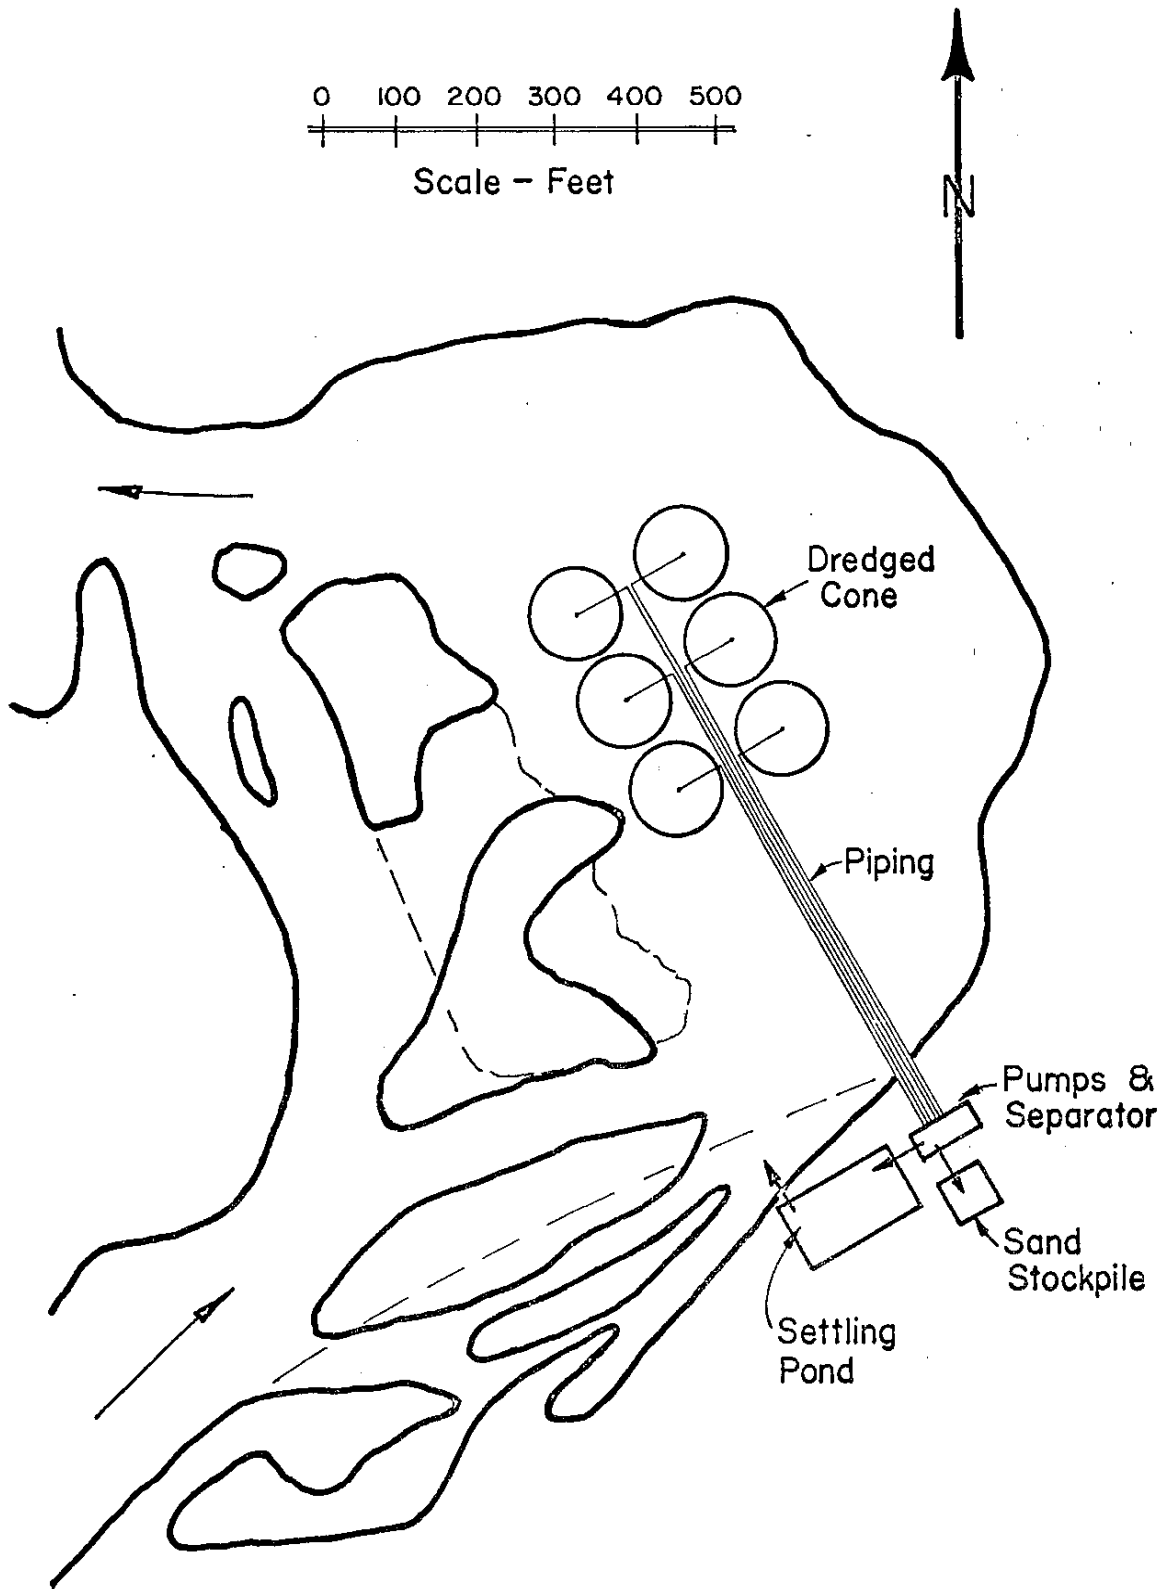 0 100 200 300 400 500
Scale - Feet
N
Dredged
Cone
Piping
Pumps &
Separator
Sand
Stockpile
Settling
Pond